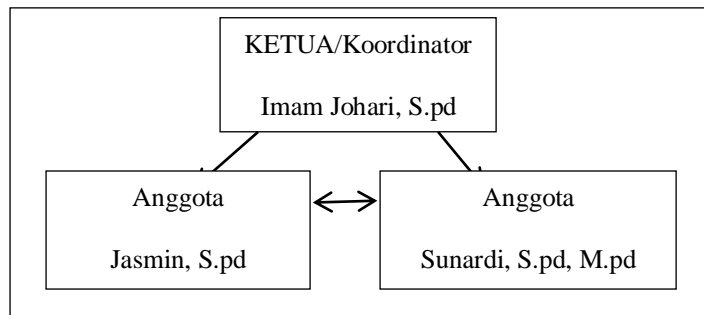 KETUA/Koordinator
Imam Johari, S.pd
Anggota
Jasmin, S.pd
Anggota
Sunardi, S.pd, M.pd